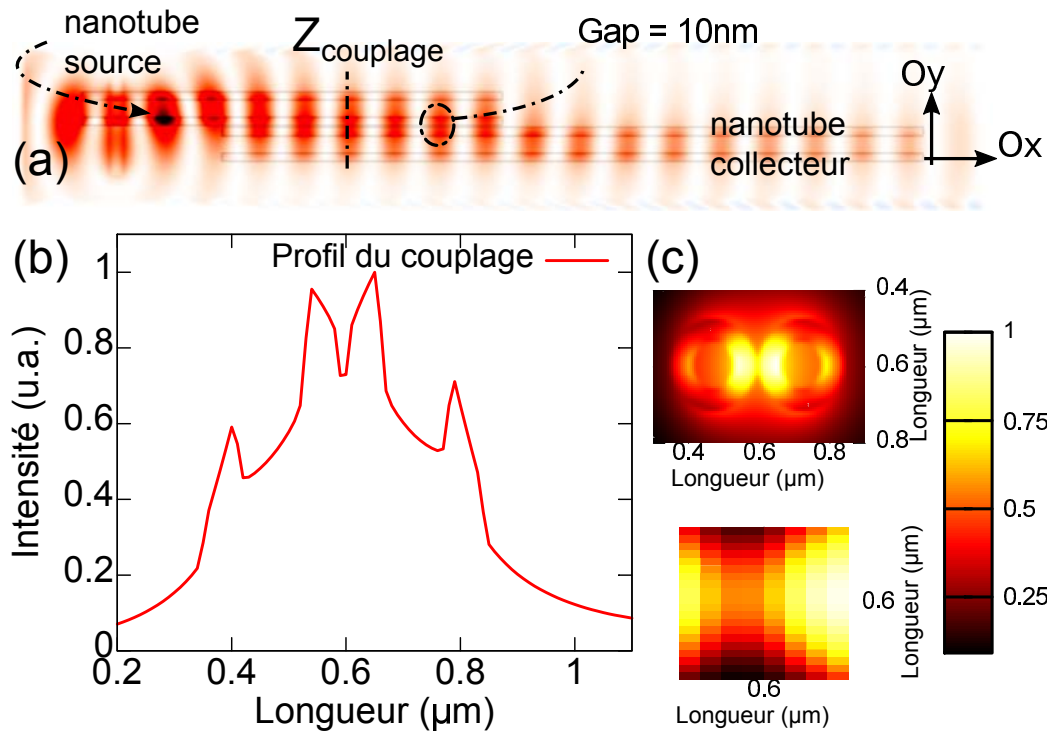 nanotube
source
Zcouplage
Gap = 10nm
Oy
Ox
nanotube
collecteur
(a)
(b)
Profil du couplage
Intensité (u.a.)
1
0.8
0.6
0.4
0.2
0
0.2
0.4
0.6
0.8
1
Longueur (µm)
(c)
0.4
0.6
0.8
Longueur (µm)
0.4
0.6
0.8
Longueur (µm)
0.6
Longueur (µm)
0.6
Longueur (µm)
1
0.75
0.5
0.25